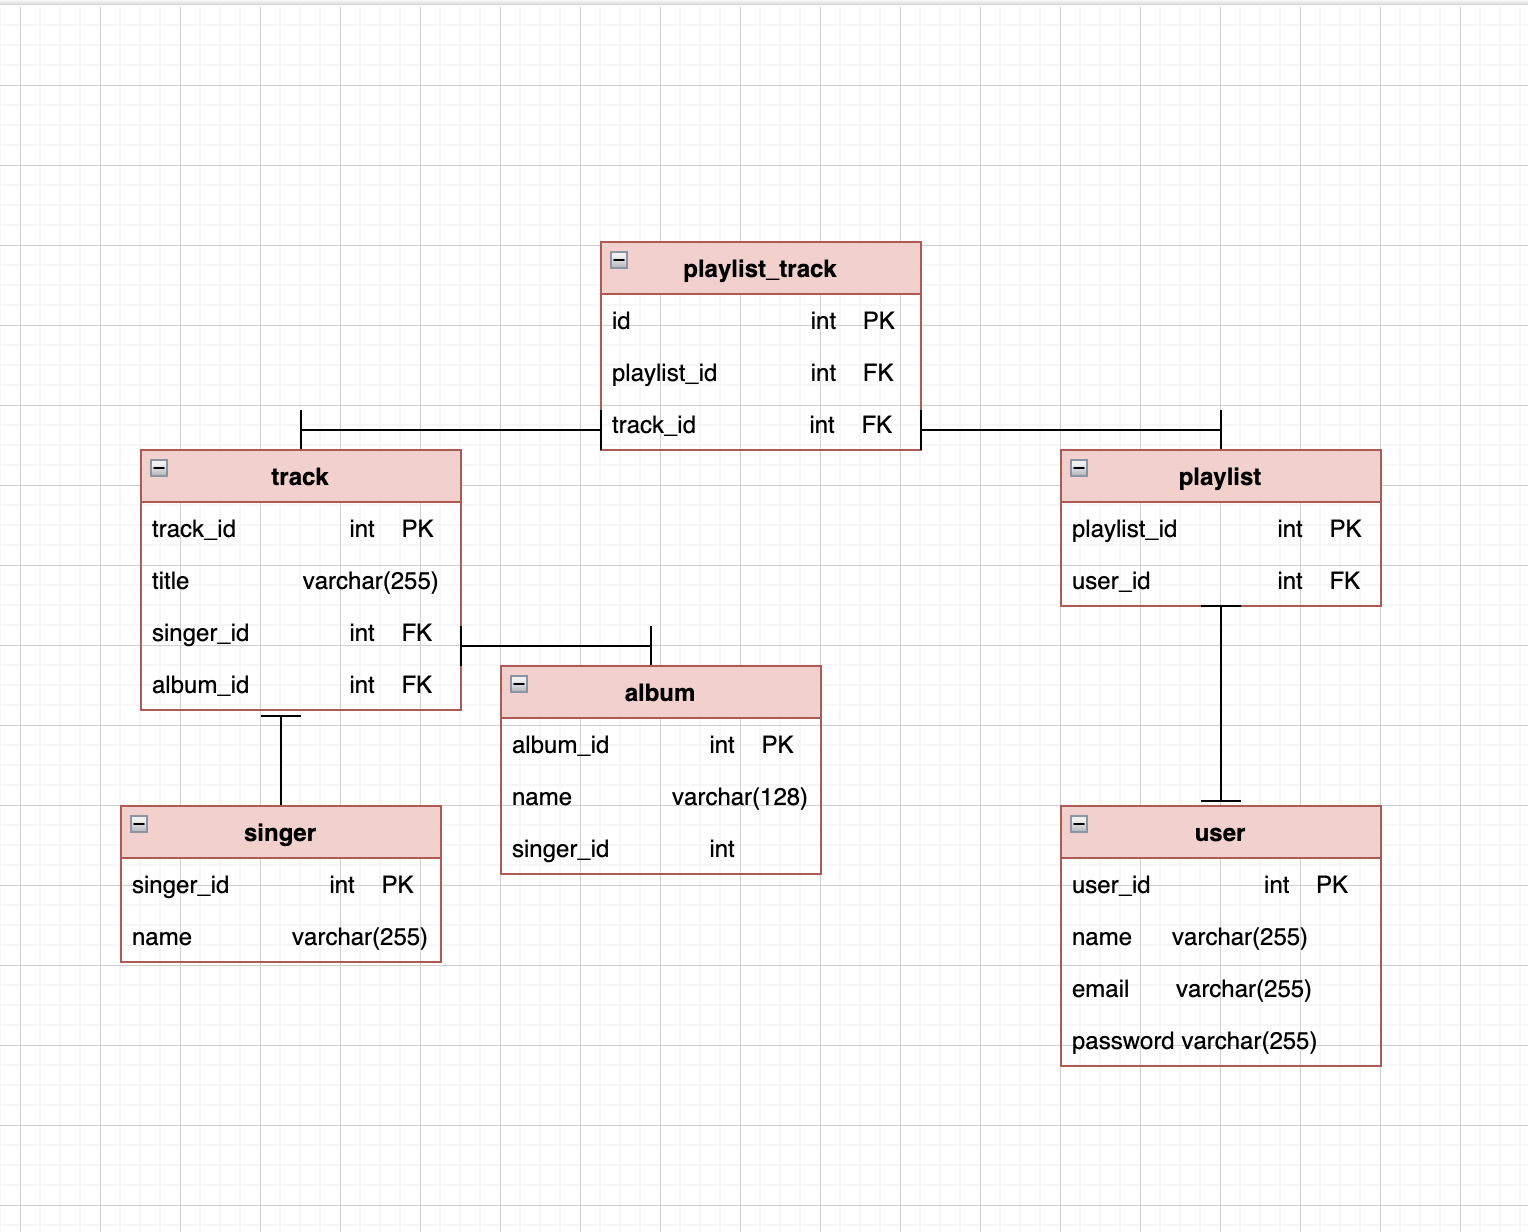 playlist_track
id int PK
playlist_id int FK
track_id int FK
track
track_id int PK
title varchar(255)
singer_id int FK
album_id int FK
playlist
playlist_id int PK
user_id int FK
album
album_id int PK
name varchar(128)
singer_id int
singer
singer_id int PK
name varchar(255)
user
user_id int PK
name varchar(255)
email varchar(255)
password varchar(255)